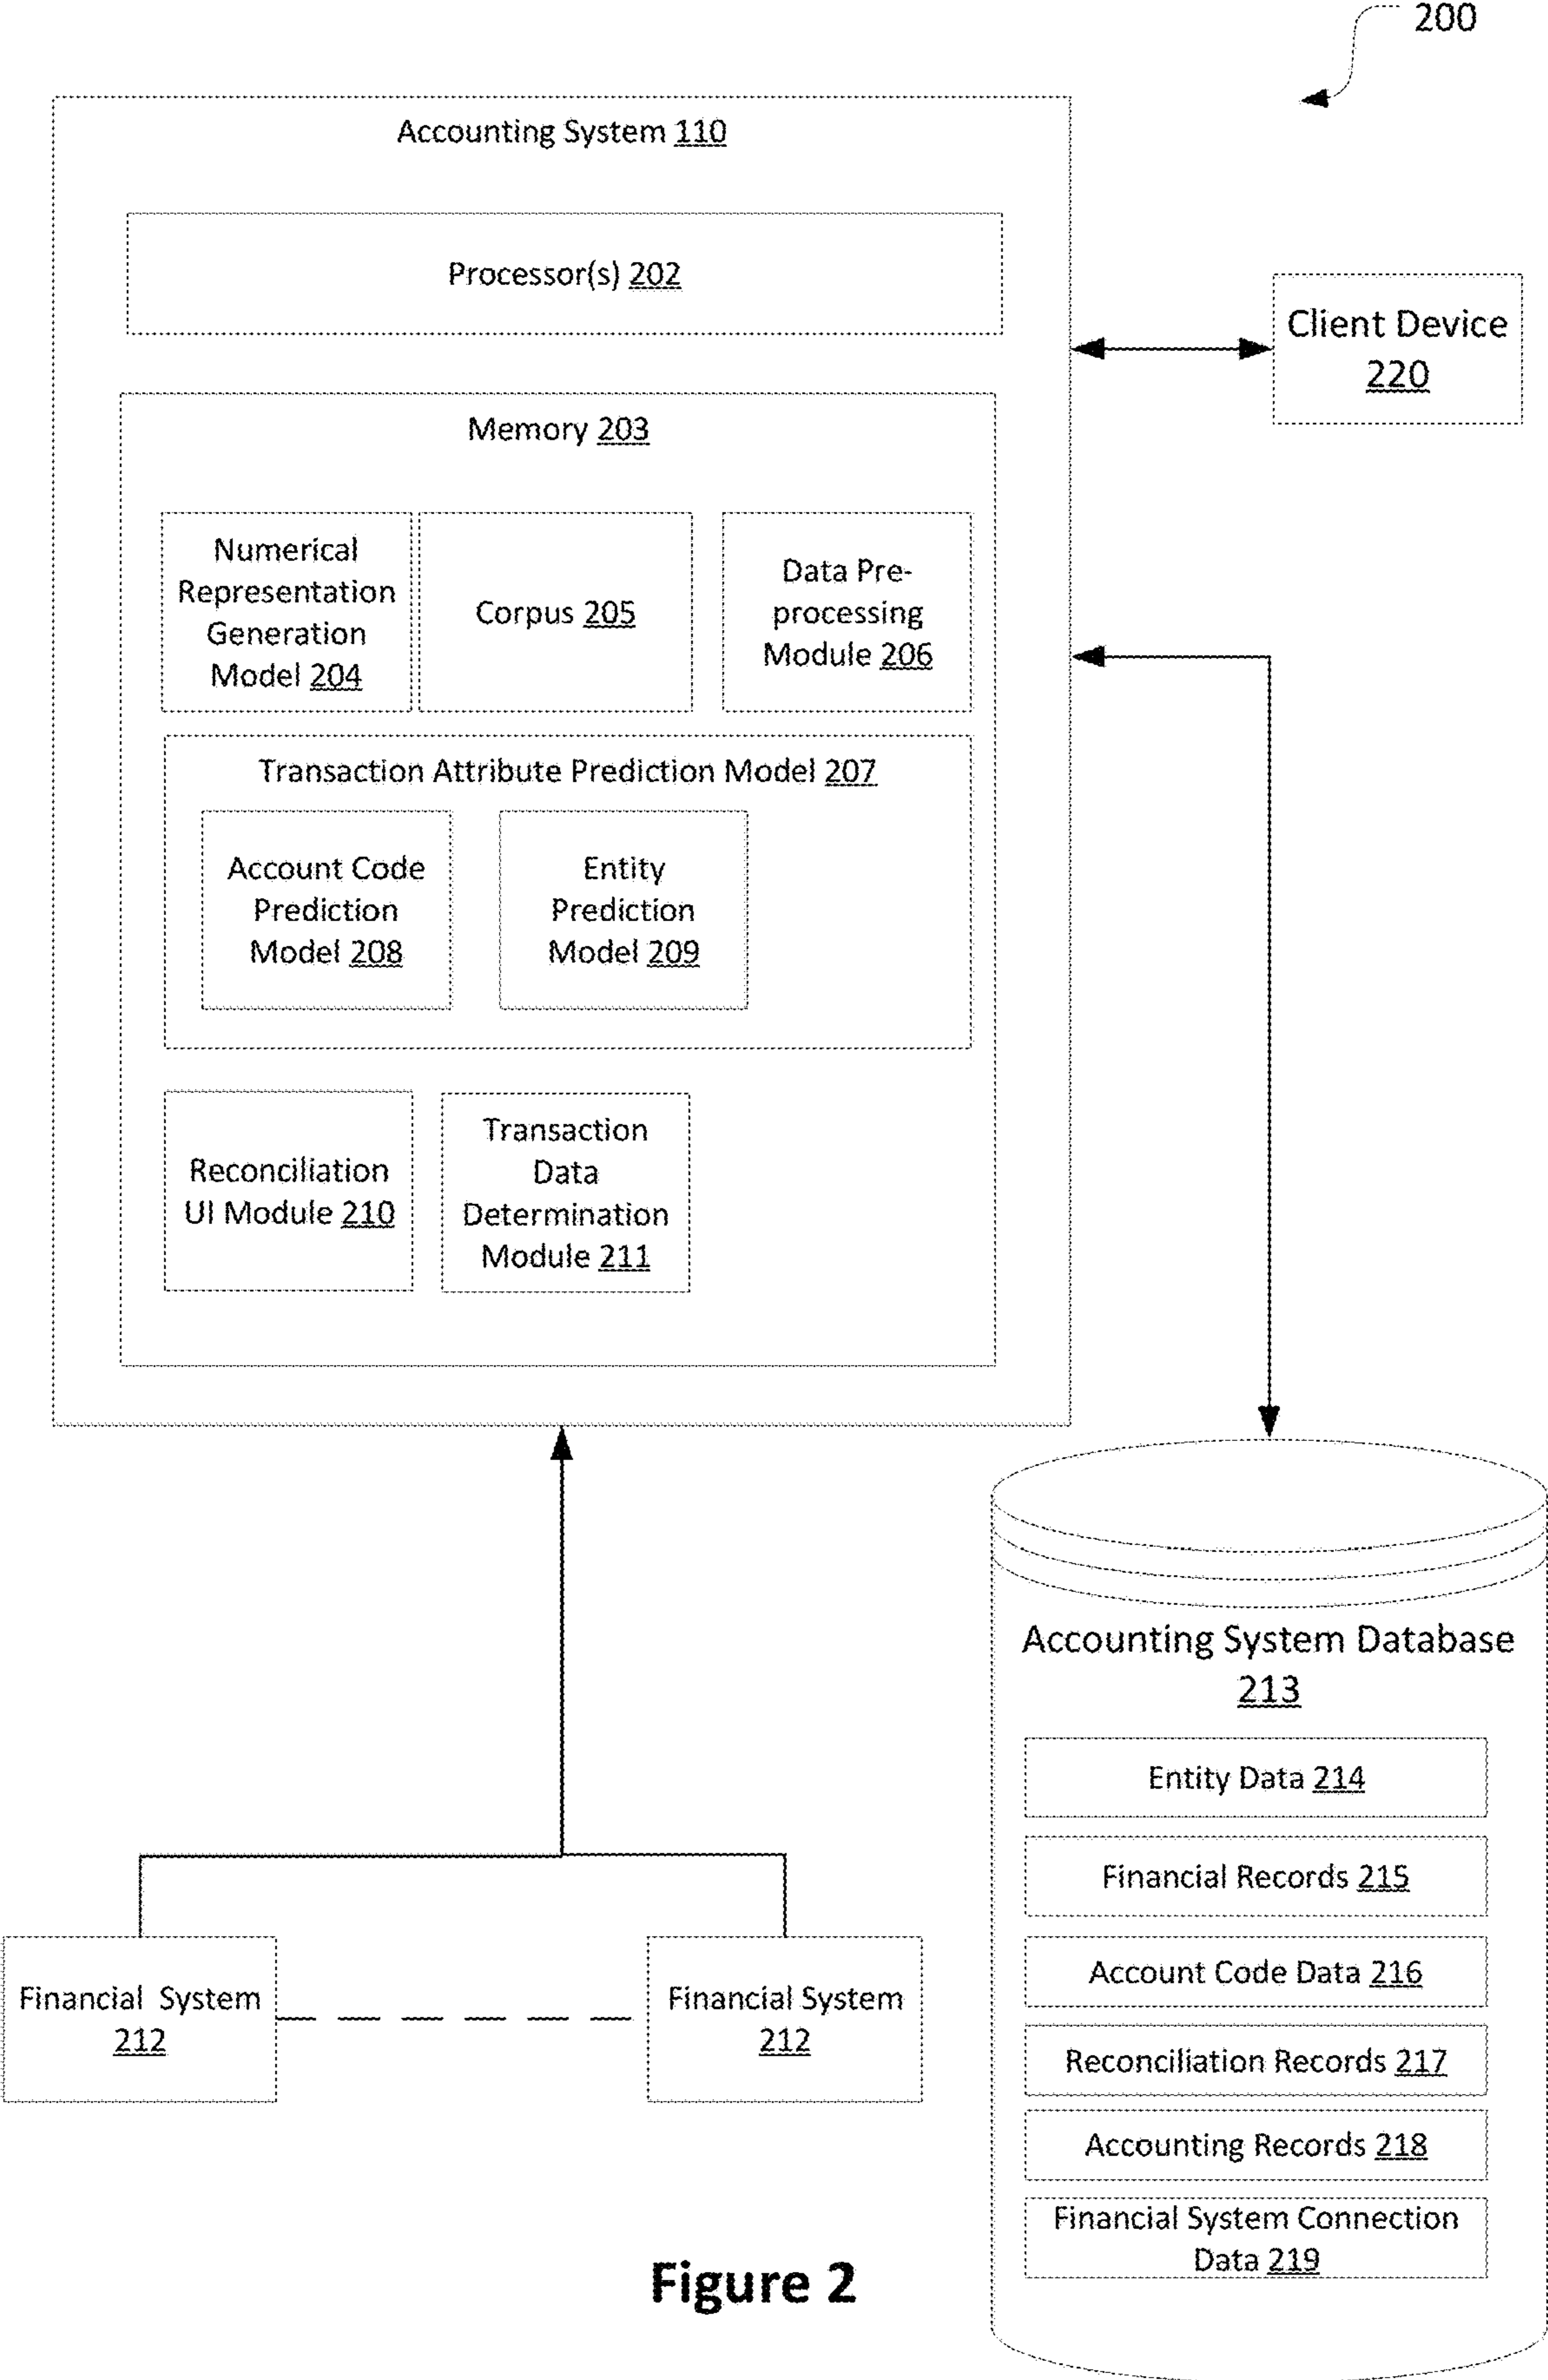 200
Accounting System 110
Processor(s) 202
Client Device
220
Memory 203
Numerical
Representation
Generation
Model 204
Corpus 205
Data Pre-
processing
Module 206
Transaction Attribute Prediction Model 207
Account Code
Prediction
Model 208
Entity
Prediction
Model 209
Reconciliation
UI Module 210
Transaction
Data
Determination
Module 211
Accounting System Database
213
Entity Data 214
Financial Records 215
Account Code Data 216
Reconciliation Records 217
Accounting Records 218
Financial System Connection
Data 219
Financial System
212
Financial System
212
Figure 2